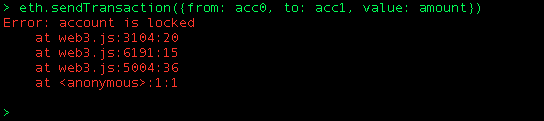 > eth.sendTransaction({from: acc0, to: acc1, value: amount})
Error: account is locked
    at web3.js:3104:20
    at web3.js:6191:15
    at web3.js:5004:36
    at <anonymous>:1:1
>